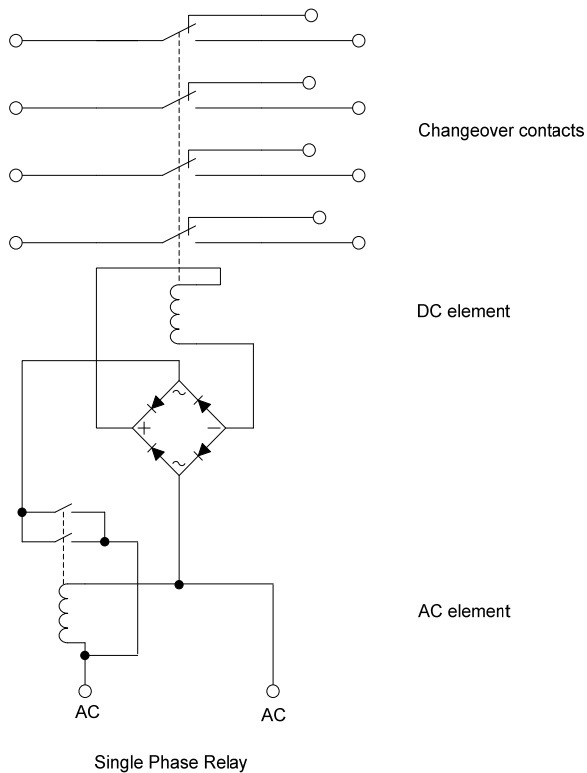 Changeover contacts
DC element
+
−
AC element
AC
AC
Single Phase Relay